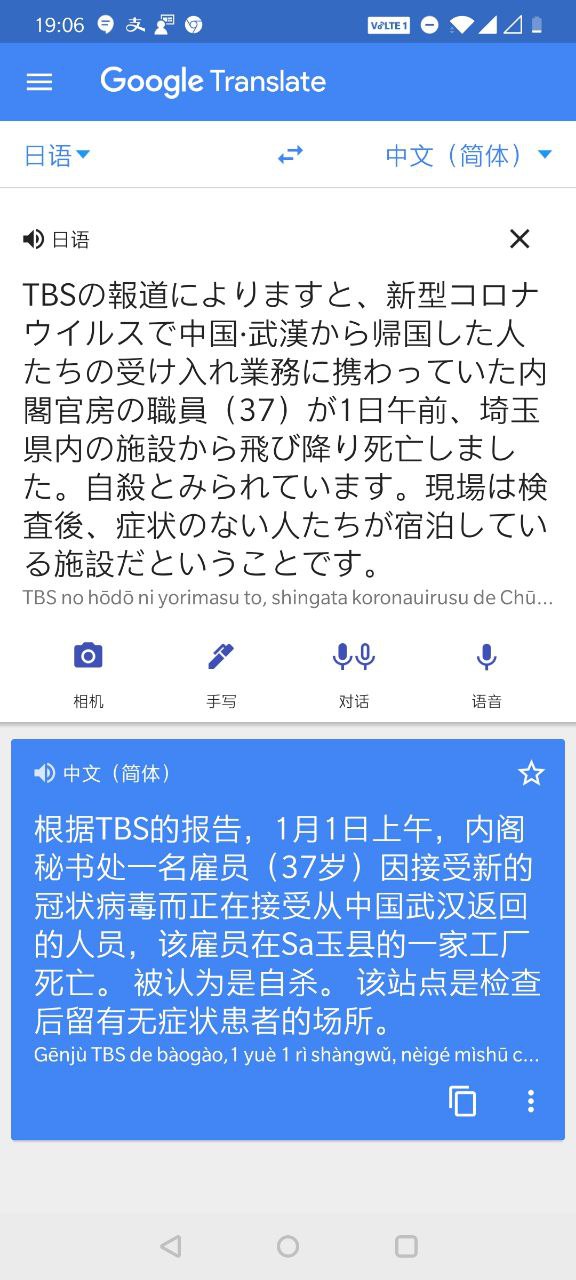 19:06
VoLTE 1
Google Translate
日语
中文（简体）
日语
TBSの報道によりますと、新型コロナ
ウイルスで中国·武漢から帰国した人
たちの受け入れ業務に携わっていた内
閣官房の職員（37）が1日午前、埼玉
県内の施設から飛び降り死亡しまし
た。自殺とみられています。現場は検
査後、症状のない人たちが宿泊してい
る施設だということです。
TBS no hōdō ni yorimasu to, shingata koronauirusu de Chū...
相机
手写
对话
语音
中文（简体）
根据TBS的报告，1月1日上午，内阁
秘书处一名雇员（37岁）因接受新的
冠状病毒而正在接受从中国武汉返回
的人员，该雇员在Sa玉县的一家工厂
死亡。 被认为是自杀。 该站点是检查
后留有无症状患者的场所。
Gēnjù TBS de bàogào,1 yuè 1 rì shàngwǔ, nèigé mìshū c...